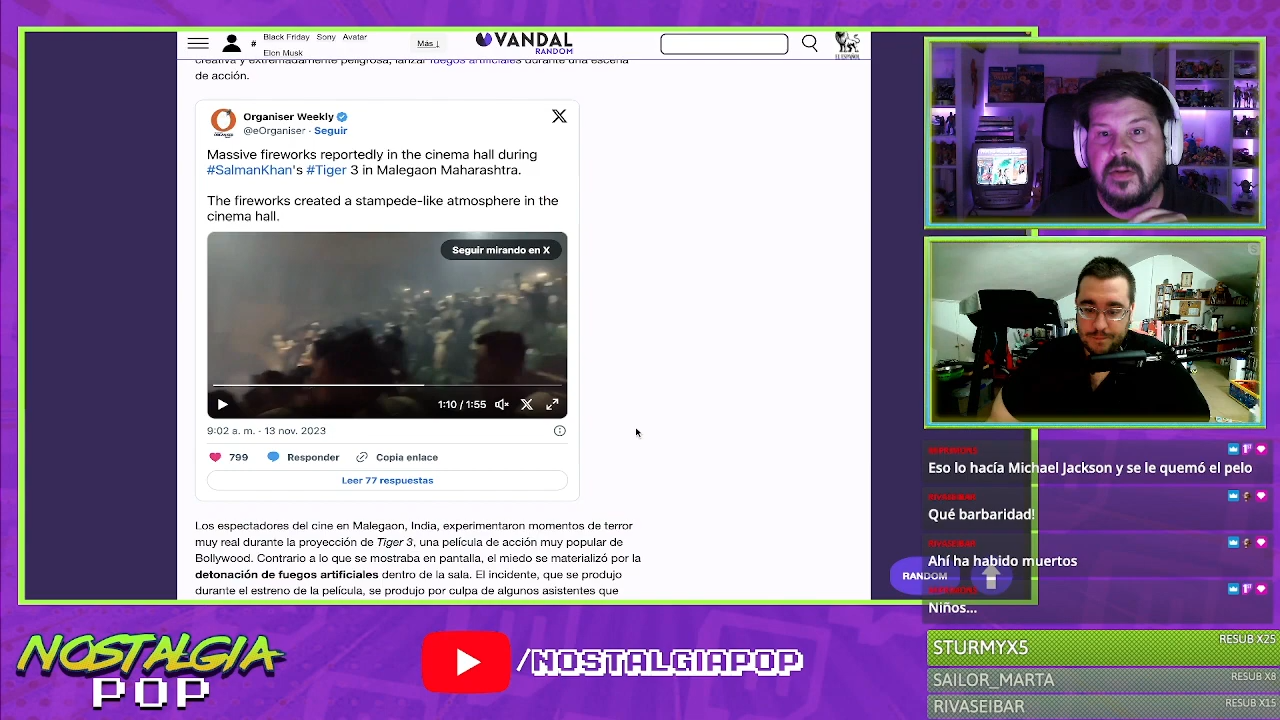 # Black Friday Sony Avatar
Elon Musk
Más ↓
VANDAL
RANDOM
EL ESPAÑOL
creativa y extremadamente peligrosa, lanzar fuegos artificiales durante una escena
de acción.
Organiser Weekly
@eOrganiser · Seguir
Massive fireworks reportedly in the cinema hall during
#SalmanKhan's #Tiger 3 in Malegaon Maharashtra.
The fireworks created a stampede-like atmosphere in the
cinema hall.
Seguir mirando en X
1:10 / 1:55
9:02 a. m. · 13 nov. 2023
799 Responder Copia enlace
Leer 77 respuestas
Los espectadores del cine en Malegaon, India, experimentaron momentos de terror
muy real durante la proyección de Tiger 3, una película de acción muy popular de
Bollywood. Contrario a lo que se mostraba en pantalla, el miedo se materializó por la
detonación de fuegos artificiales dentro de la sala. El incidente, que se produjo
durante el estreno de la película, se produjo por culpa de algunos asistentes que
RANDOM
Eso lo hacía Michael Jackson y se le quemó el pelo
Qué barbaridad!
RIVASEIBAR
Ahí ha habido muertos
Niños...
NOSTALGIA
POP
/NOSTALGIAPOP
STURMYX5 RESUB X25
SAILOR_MARTA RESUB X8
RIVASEIBAR RESUB X15